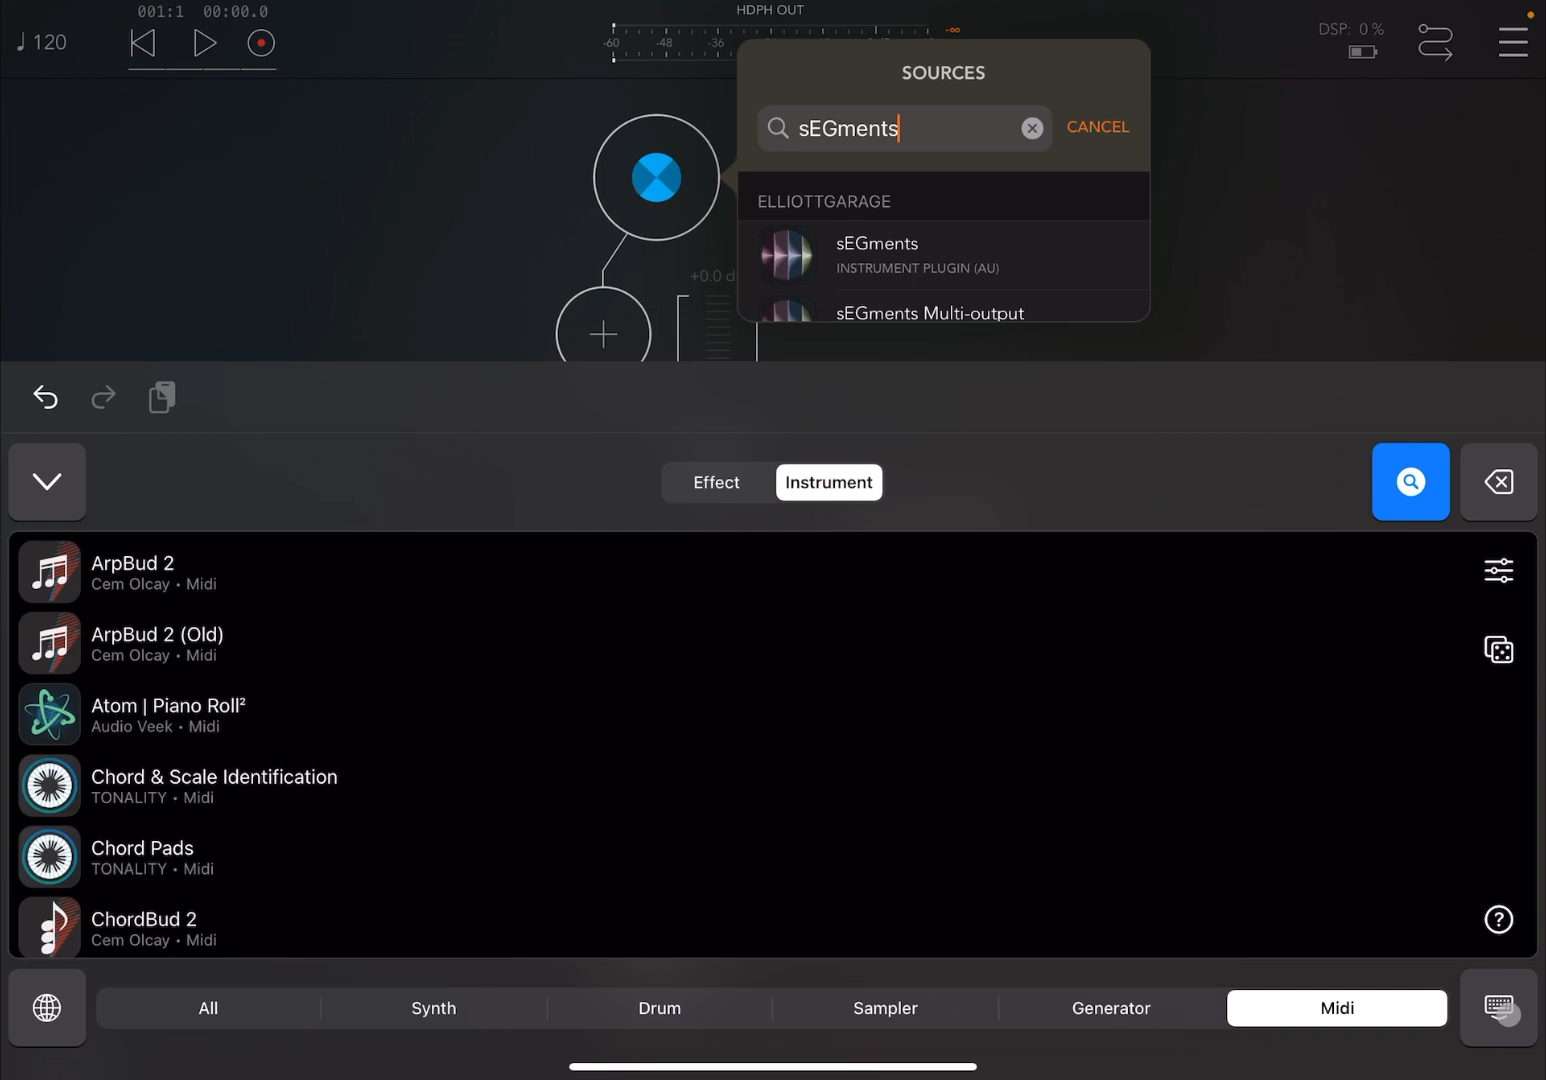 001:1 00:00.0
HDPH OUT
120
-60 -48 -36
-∞
DSP: 0 %
SOURCES
sEGments
CANCEL
ELLIOTTGARAGE
sEGments
INSTRUMENT PLUGIN (AU)
+0.0 d
sEGments Multi-output
Effect
Instrument
ArpBud 2
Cem Olcay • Midi
ArpBud 2 (Old)
Cem Olcay • Midi
Atom | Piano Roll²
Audio Veek • Midi
Chord & Scale Identification
TONALITY • Midi
Chord Pads
TONALITY • Midi
ChordBud 2
Cem Olcay • Midi
All
Synth
Drum
Sampler
Generator
Midi